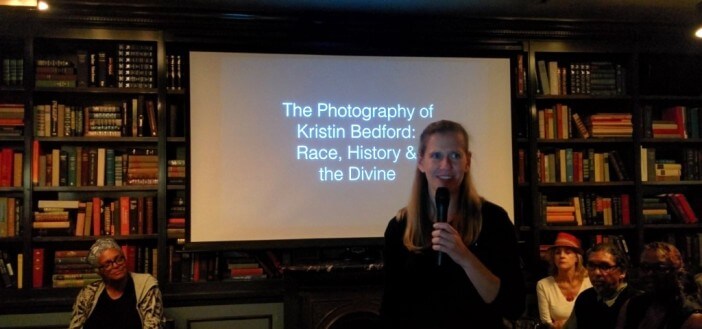 The Photography of
Kristin Bedford:
Race, History &
the Divine